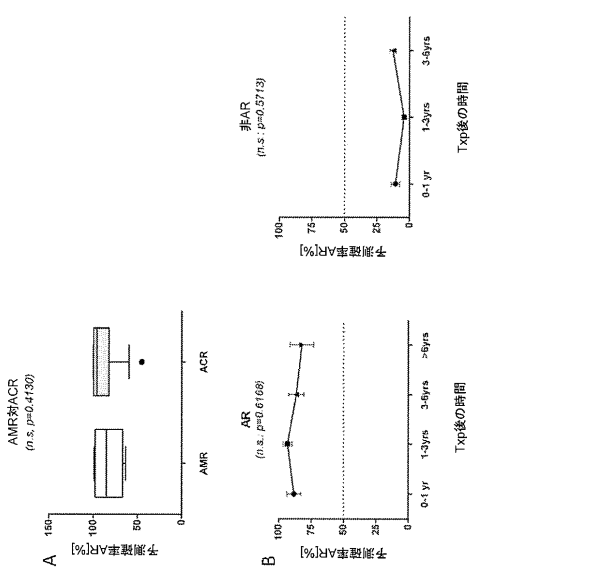 A
AMR対ACR
(n.s, p=0.4130)
予測確率AR[%]
150
100
50
0
AMR
ACR
B
AR
(n.s.. p=0.6168)
予測確率AR[%]
100
75
50
25
0
0-1 yr
1-3yrs
3-6yrs
>6yrs
Txp後の時間
非AR
(n.s : p=0.5713)
予測確率AR[%]
100
75
50
25
0
0-1 yr
1-3yrs
3-6yrs
Txp後の時間